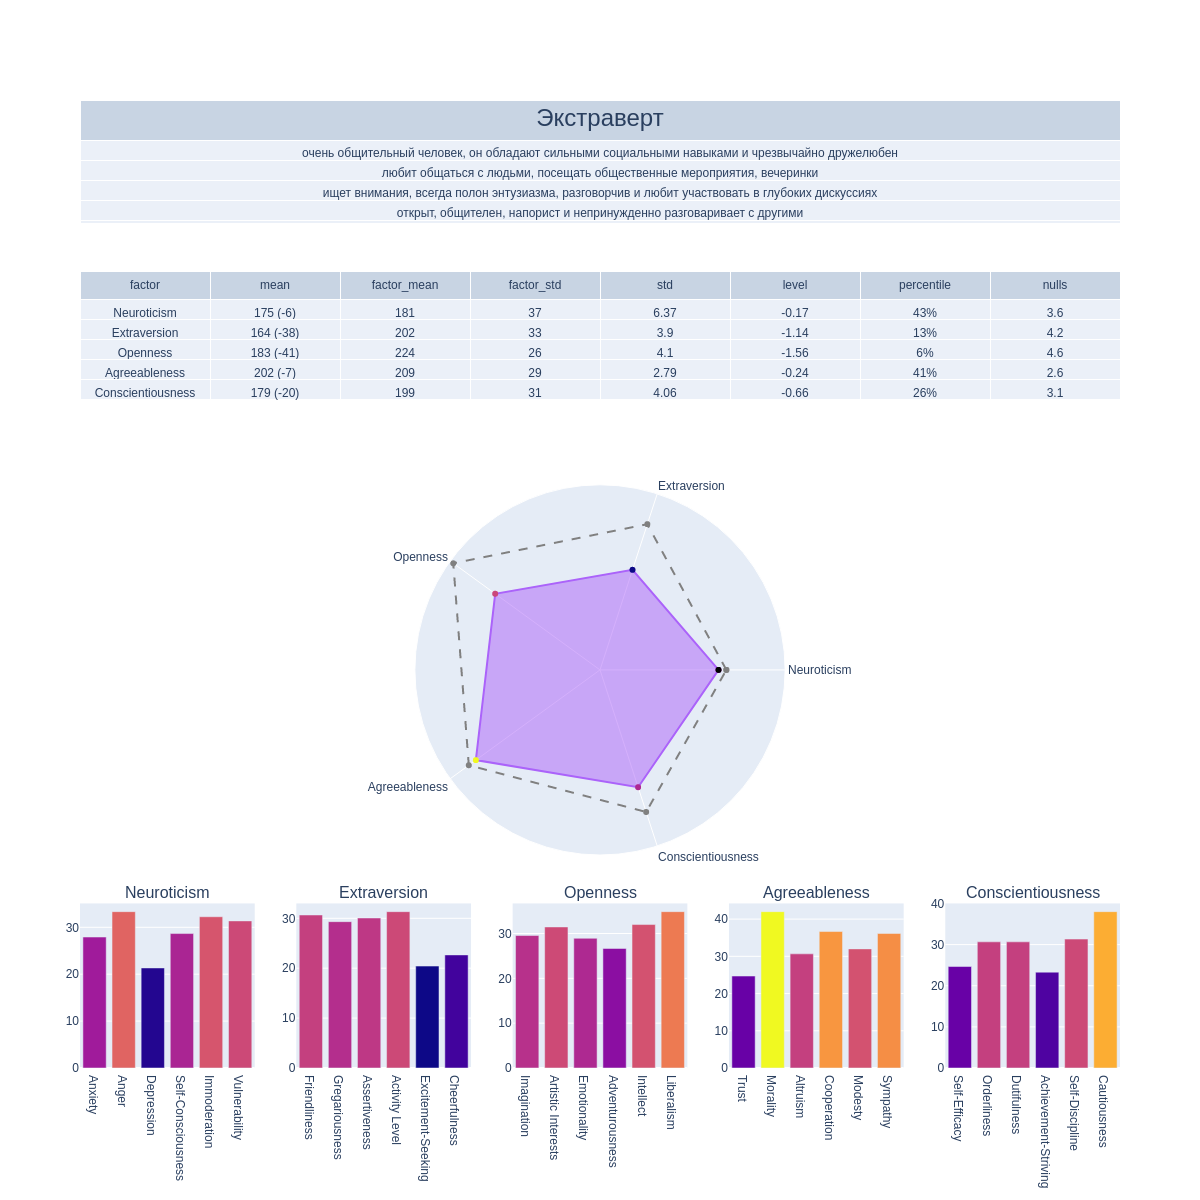 Экстраверт
очень общительный человек, он обладают сильными социальными навыками и чрезвычайно дружелюбен
любит общаться с людьми, посещать общественные мероприятия, вечеринки
ищет внимания, всегда полон энтузиазма, разговорчив и любит участвовать в глубоких дискуссиях
открыт, общителен, напорист и непринужденно разговаривает с другими
factor mean factor_mean factor_std std level percentile nulls
Neuroticism 175 (-6) 181 37 6.37 -0.17 43% 3.6
Extraversion 164 (-38) 202 33 3.9 -1.14 13% 4.2
Openness 183 (-41) 224 26 4.1 -1.56 6% 4.6
Agreeableness 202 (-7) 209 29 2.79 -0.24 41% 2.6
Conscientiousness 179 (-20) 199 31 4.06 -0.66 26% 3.1
Extraversion
Openness
Neuroticism
Agreeableness
Conscientiousness
Neuroticism
30
20
10
0
Anxiety
Anger
Depression
Self-Consciousness
Immoderation
Vulnerability
Extraversion
30
20
10
0
Friendliness
Gregariousness
Assertiveness
Activity Level
Excitement-Seeking
Cheerfulness
Openness
30
20
10
0
Imagination
Artistic Interests
Emotionality
Adventurousness
Intellect
Liberalism
Agreeableness
40
30
20
10
0
Trust
Morality
Altruism
Cooperation
Modesty
Sympathy
Conscientiousness
40
30
20
10
0
Self-Efficacy
Orderliness
Dutifulness
Achievement-Striving
Self-Discipline
Cautiousness